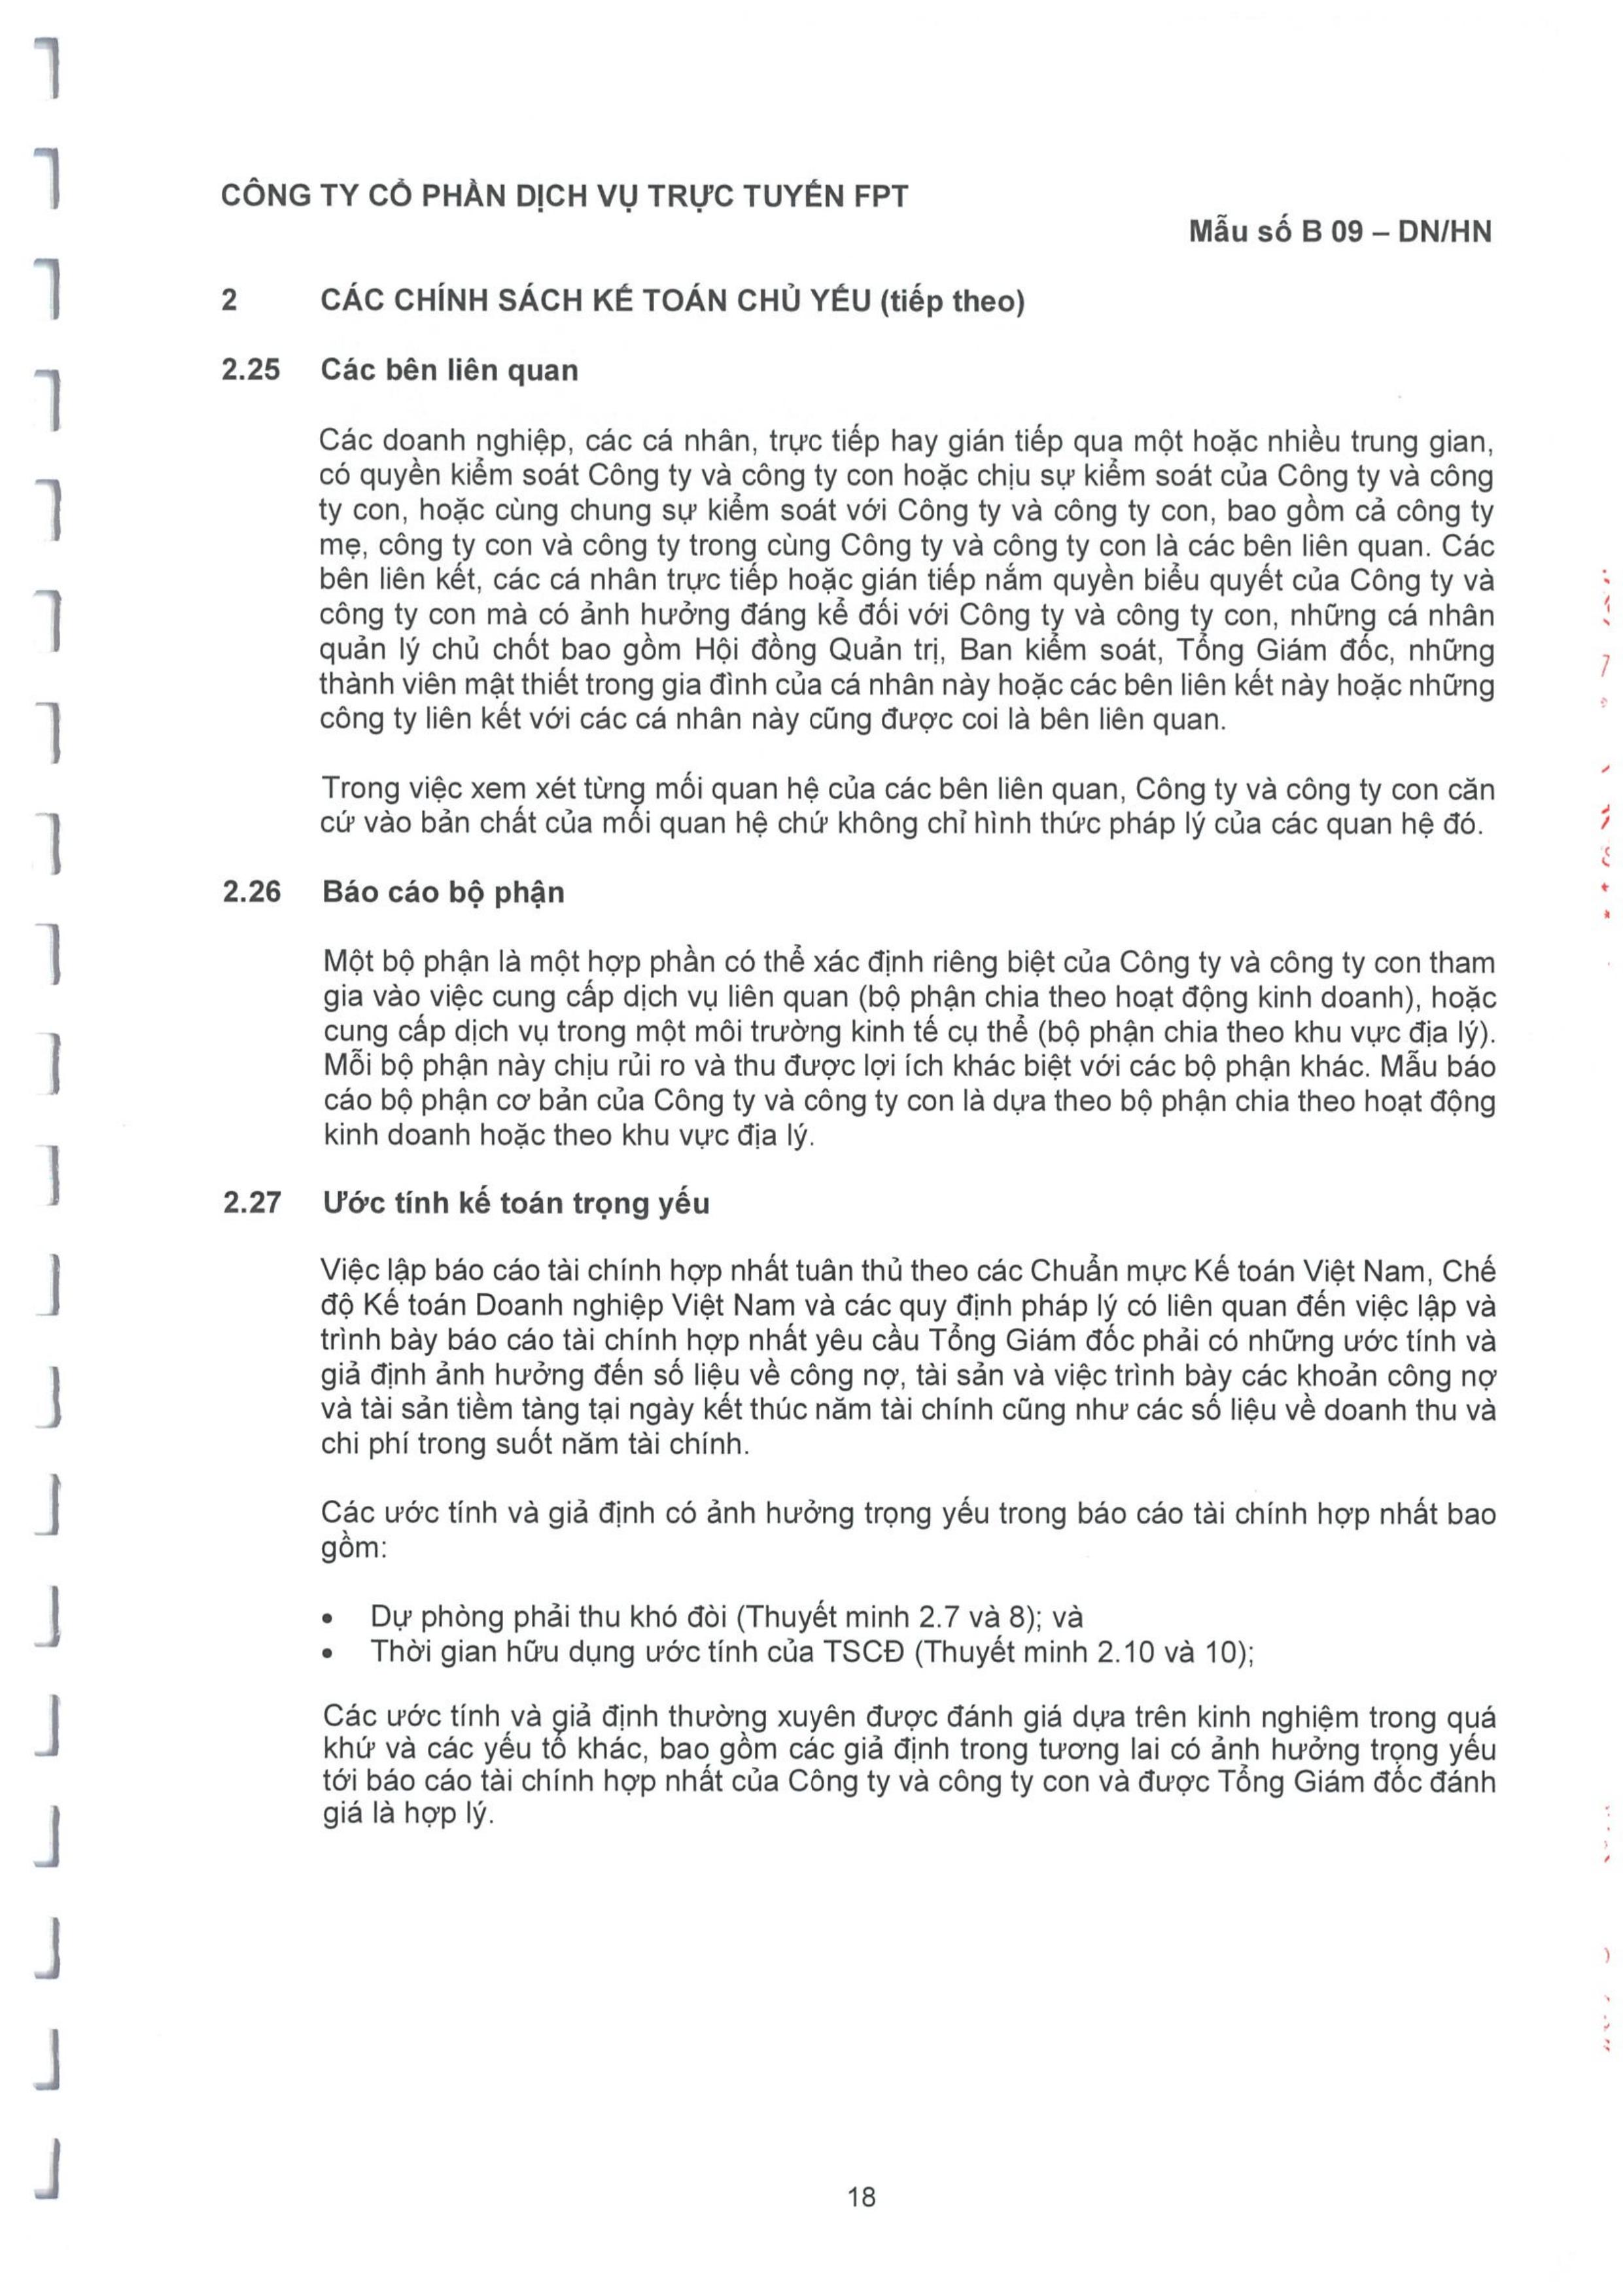 CÔNG TY CỔ PHẦN DỊCH VỤ TRỰC TUYẾN FPT
Mẫu số B 09 – DN/HN
2 CÁC CHÍNH SÁCH KẾ TOÁN CHỦ YẾU (tiếp theo)
2.25 Các bên liên quan
Các doanh nghiệp, các cá nhân, trực tiếp hay gián tiếp qua một hoặc nhiều trung gian,
có quyền kiểm soát Công ty và công ty con hoặc chịu sự kiểm soát của Công ty và công
ty con, hoặc cùng chung sự kiểm soát với Công ty và công ty con, bao gồm cả công ty
mẹ, công ty con và công ty trong cùng Công ty và công ty con là các bên liên quan. Các
bên liên kết, các cá nhân trực tiếp hoặc gián tiếp nắm quyền biểu quyết của Công ty và
công ty con mà có ảnh hưởng đáng kể đối với Công ty và công ty con, những cá nhân
quản lý chủ chốt bao gồm Hội đồng Quản trị, Ban kiểm soát, Tổng Giám đốc, những
thành viên mật thiết trong gia đình của cá nhân này hoặc các bên liên kết này hoặc những
công ty liên kết với các cá nhân này cũng được coi là bên liên quan.
Trong việc xem xét từng mối quan hệ của các bên liên quan, Công ty và công ty con căn
cứ vào bản chất của mối quan hệ chứ không chỉ hình thức pháp lý của các quan hệ đó.
2.26 Báo cáo bộ phận
Một bộ phận là một hợp phần có thể xác định riêng biệt của Công ty và công ty con tham
gia vào việc cung cấp dịch vụ liên quan (bộ phận chia theo hoạt động kinh doanh), hoặc
cung cấp dịch vụ trong một môi trường kinh tế cụ thể (bộ phận chia theo khu vực địa lý).
Mỗi bộ phận này chịu rủi ro và thu được lợi ích khác biệt với các bộ phận khác. Mẫu báo
cáo bộ phận cơ bản của Công ty và công ty con là dựa theo bộ phận chia theo hoạt động
kinh doanh hoặc theo khu vực địa lý.
2.27 Ước tính kế toán trọng yếu
Việc lập báo cáo tài chính hợp nhất tuân thủ theo các Chuẩn mực Kế toán Việt Nam, Chế
độ Kế toán Doanh nghiệp Việt Nam và các quy định pháp lý có liên quan đến việc lập và
trình bày báo cáo tài chính hợp nhất yêu cầu Tổng Giám đốc phải có những ước tính và
giả định ảnh hưởng đến số liệu về công nợ, tài sản và việc trình bày các khoản công nợ
và tài sản tiềm tàng tại ngày kết thúc năm tài chính cũng như các số liệu về doanh thu và
chi phí trong suốt năm tài chính.
Các ước tính và giả định có ảnh hưởng trọng yếu trong báo cáo tài chính hợp nhất bao
gồm:
• Dự phòng phải thu khó đòi (Thuyết minh 2.7 và 8); và
• Thời gian hữu dụng ước tính của TSCĐ (Thuyết minh 2.10 và 10);
Các ước tính và giả định thường xuyên được đánh giá dựa trên kinh nghiệm trong quá
khứ và các yếu tố khác, bao gồm các giả định trong tương lai có ảnh hưởng trọng yếu
tới báo cáo tài chính hợp nhất của Công ty và công ty con và được Tổng Giám đốc đánh
giá là hợp lý.
18